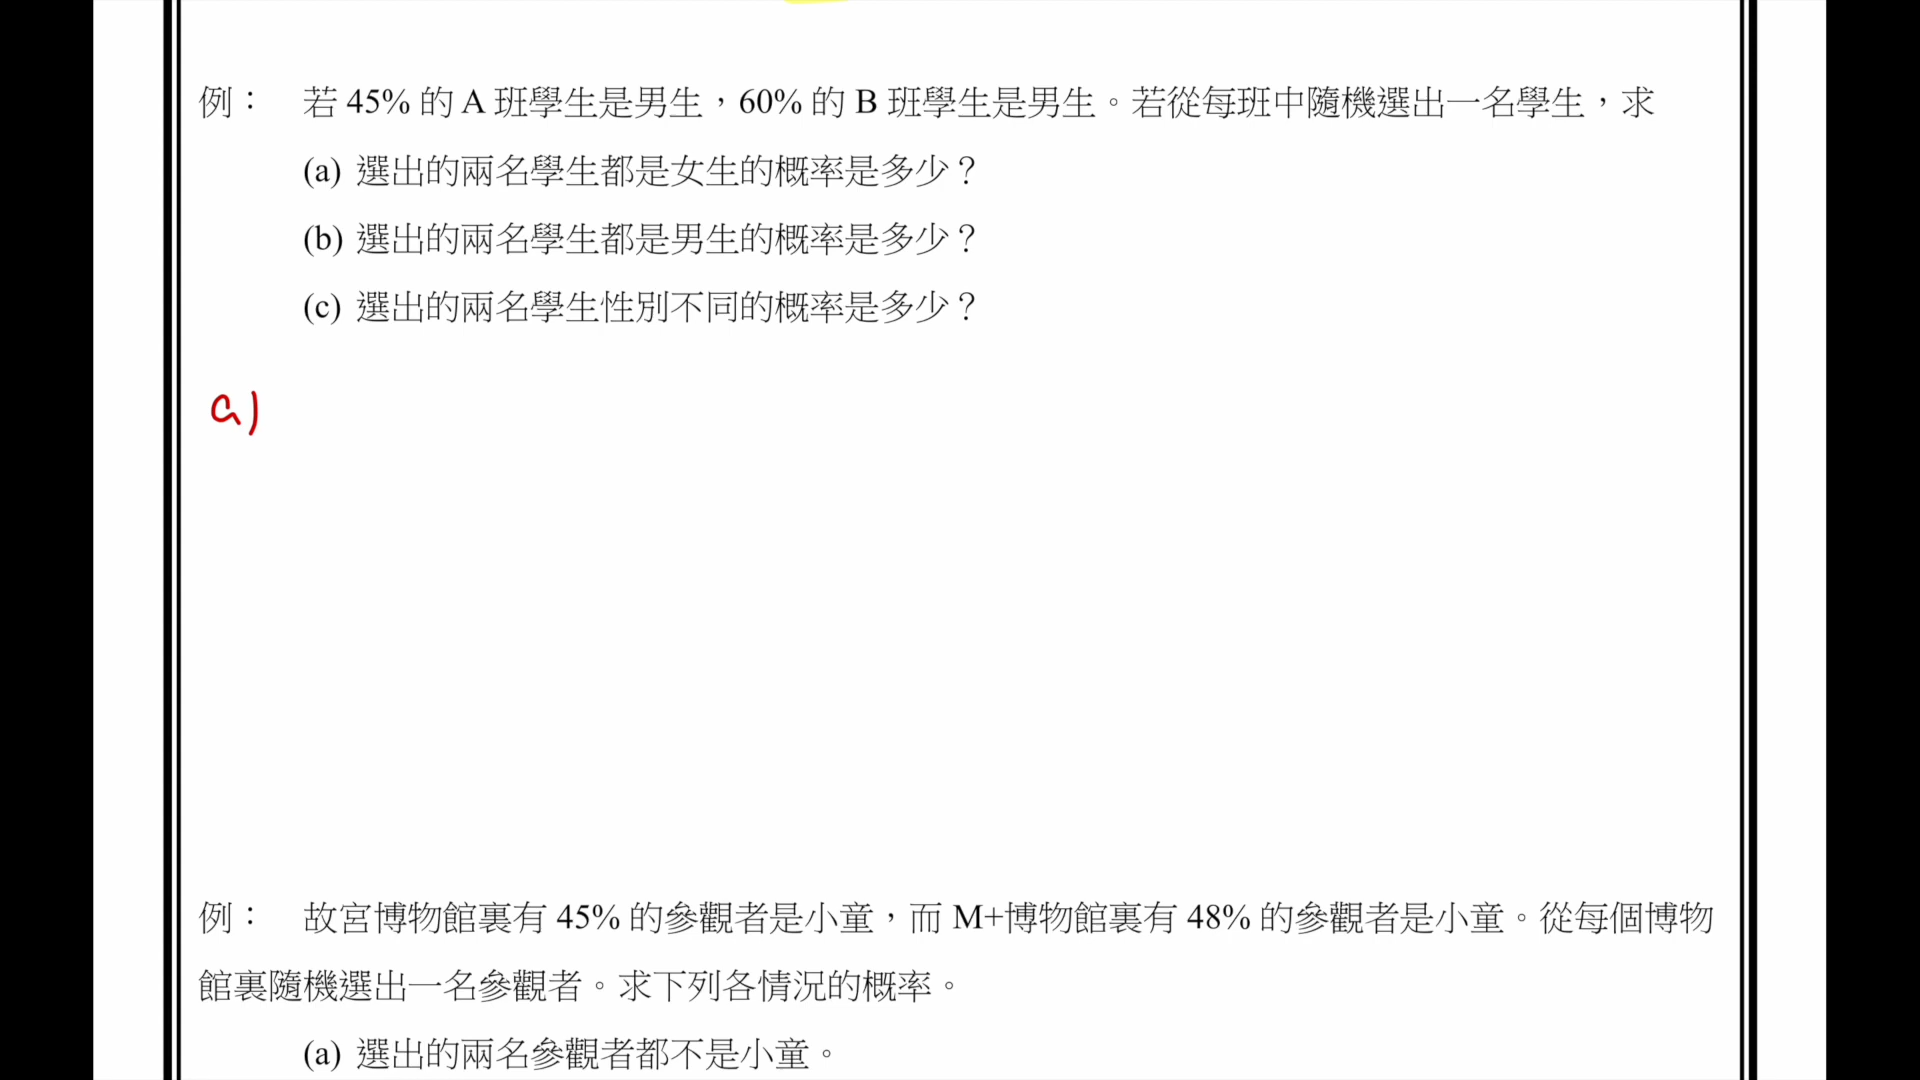 例： 若 45% 的 A 班學生是男生，60% 的 B 班學生是男生。若從每班中隨機選出一名學生，求
(a) 選出的兩名學生都是女生的概率是多少？
(b) 選出的兩名學生都是男生的概率是多少？
(c) 選出的兩名學生性別不同的概率是多少？
a)
例： 故宮博物館裏有 45% 的參觀者是小童，而 M+博物館裏有 48% 的參觀者是小童。從每個博物
館裏隨機選出一名參觀者。求下列各情況的概率。
(a) 選出的兩名參觀者都不是小童。